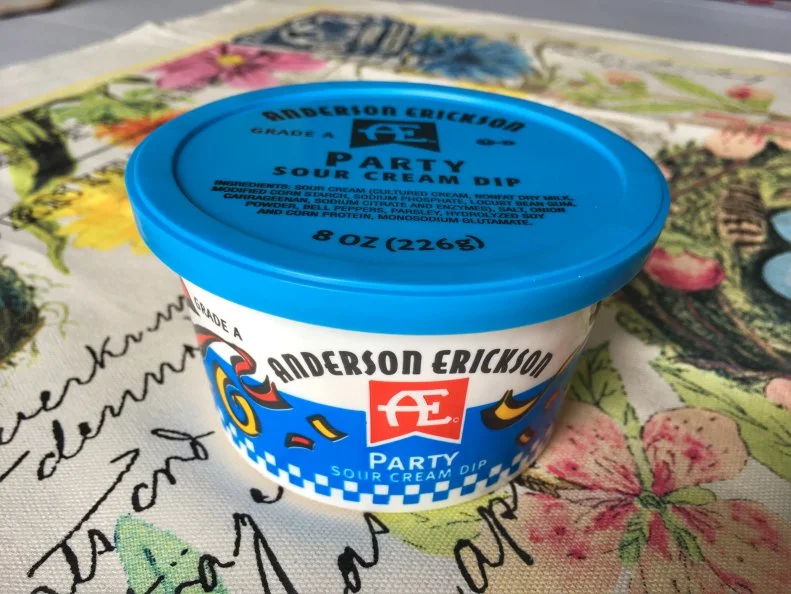 ANDERSON ERICKSON
GRADE A AE
PARTY
SOUR CREAM DIP
INGREDIENTS: SOUR CREAM (CULTURED CREAM, NONFAT DRY MILK,
MODIFIED CORN STARCH, SODIUM PHOSPHATE, LOCUST BEAN GUM,
CARRAGEENAN, SODIUM CITRATE AND ENZYMES), SALT, ONION
POWDER, BELL PEPPERS, PARSLEY, HYDROLYZED SOY
AND CORN PROTEIN, MONOSODIUM GLUTAMATE.
8 OZ (226g)
GRADE A
ANDERSON ERICKSON
AE
PARTY
SOUR CREAM DIP